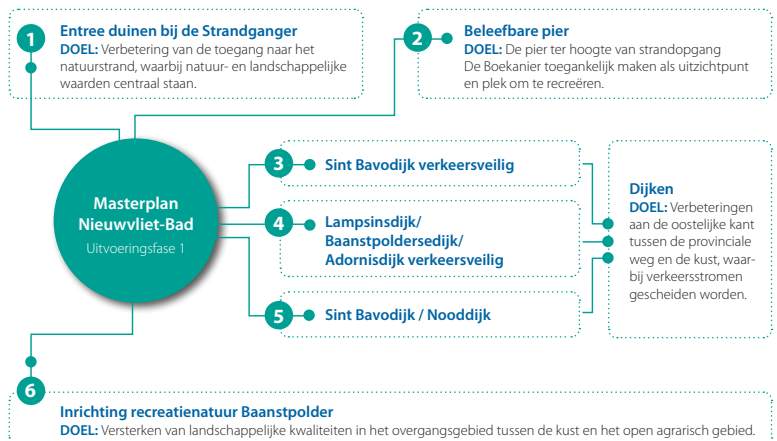 1
Entree duinen bij de Strandganger
DOEL: Verbetering van de toegang naar het
natuurstrand, waarbij natuur- en landschappelijke
waarden centraal staan.
2
Beleefbare pier
DOEL: De pier ter hoogte van strandopgang
De Boekanier toegankelijk maken als uitzichtpunt
en plek om te recreëren.
Masterplan
Nieuwvliet-Bad
Uitvoeringsfase 1
3
Sint Bavodijk verkeersveilig
4
Lampsinsdijk/
Baanstpoldersedijk/
Adornisdijk verkeersveilig
5
Sint Bavodijk / Nooddijk
Dijken
DOEL: Verbeteringen
aan de oostelijke kant
tussen de provinciale
weg en de kust, waar-
bij verkeersstromen
gescheiden worden.
6
Inrichting recreatienatuur Baanstpolder
DOEL: Versterken van landschappelijke kwaliteiten in het overgangsgebied tussen de kust en het open agrarisch gebied.